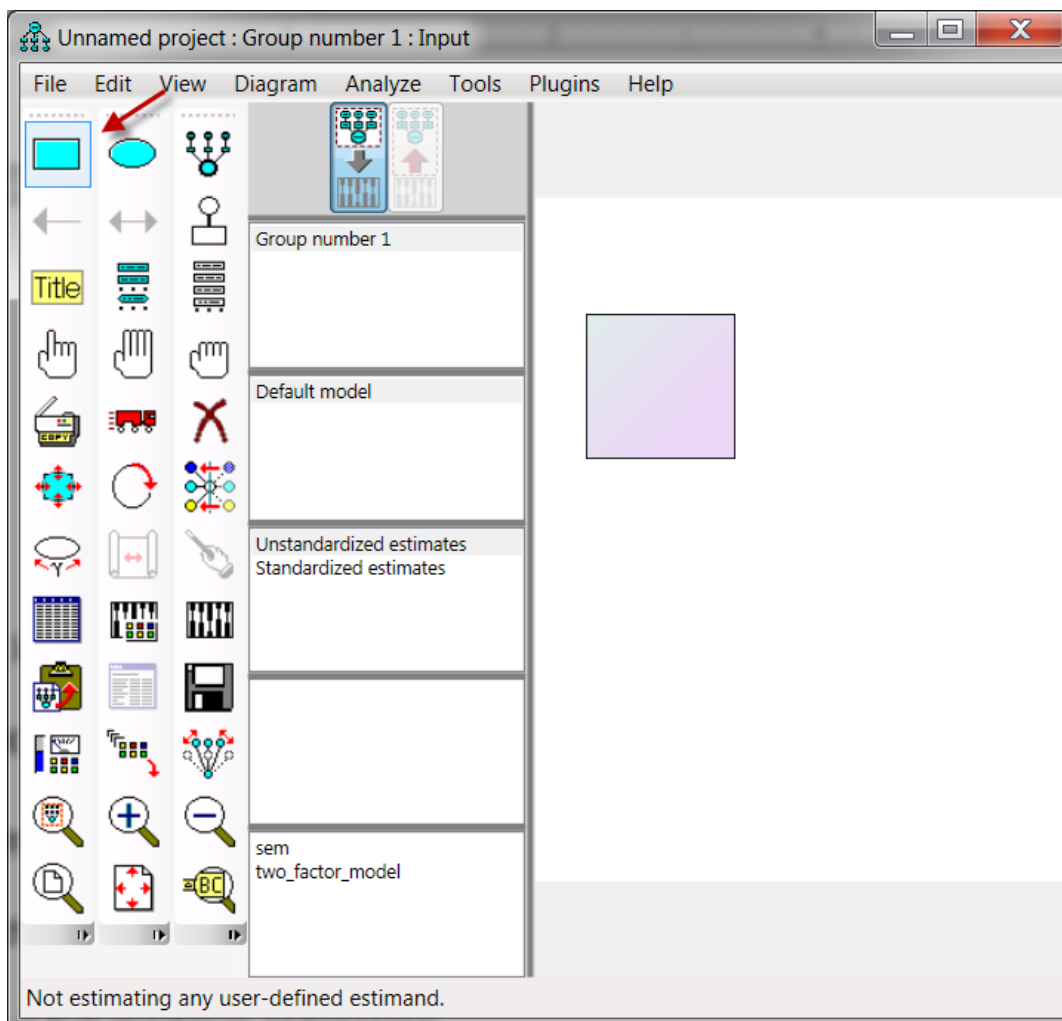 Unnamed project : Group number 1 : Input
File Edit View Diagram Analyze Tools Plugins Help
Group number 1
Title
Default model
COPY
Unstandardized estimates
Standardized estimates
sem
two_factor_model
BC
Not estimating any user-defined estimand.